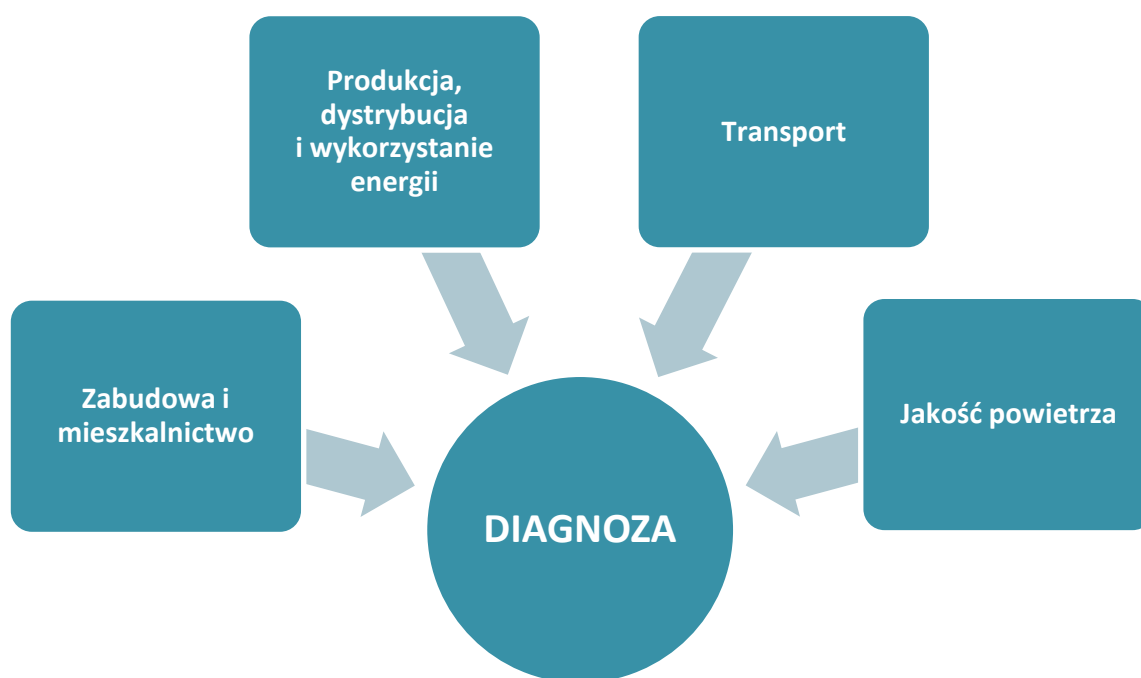 Produkcja,
dystrybucja
i wykorzystanie
energii
Transport
Zabudowa i
mieszkalnictwo
Jakość powietrza
DIAGNOZA